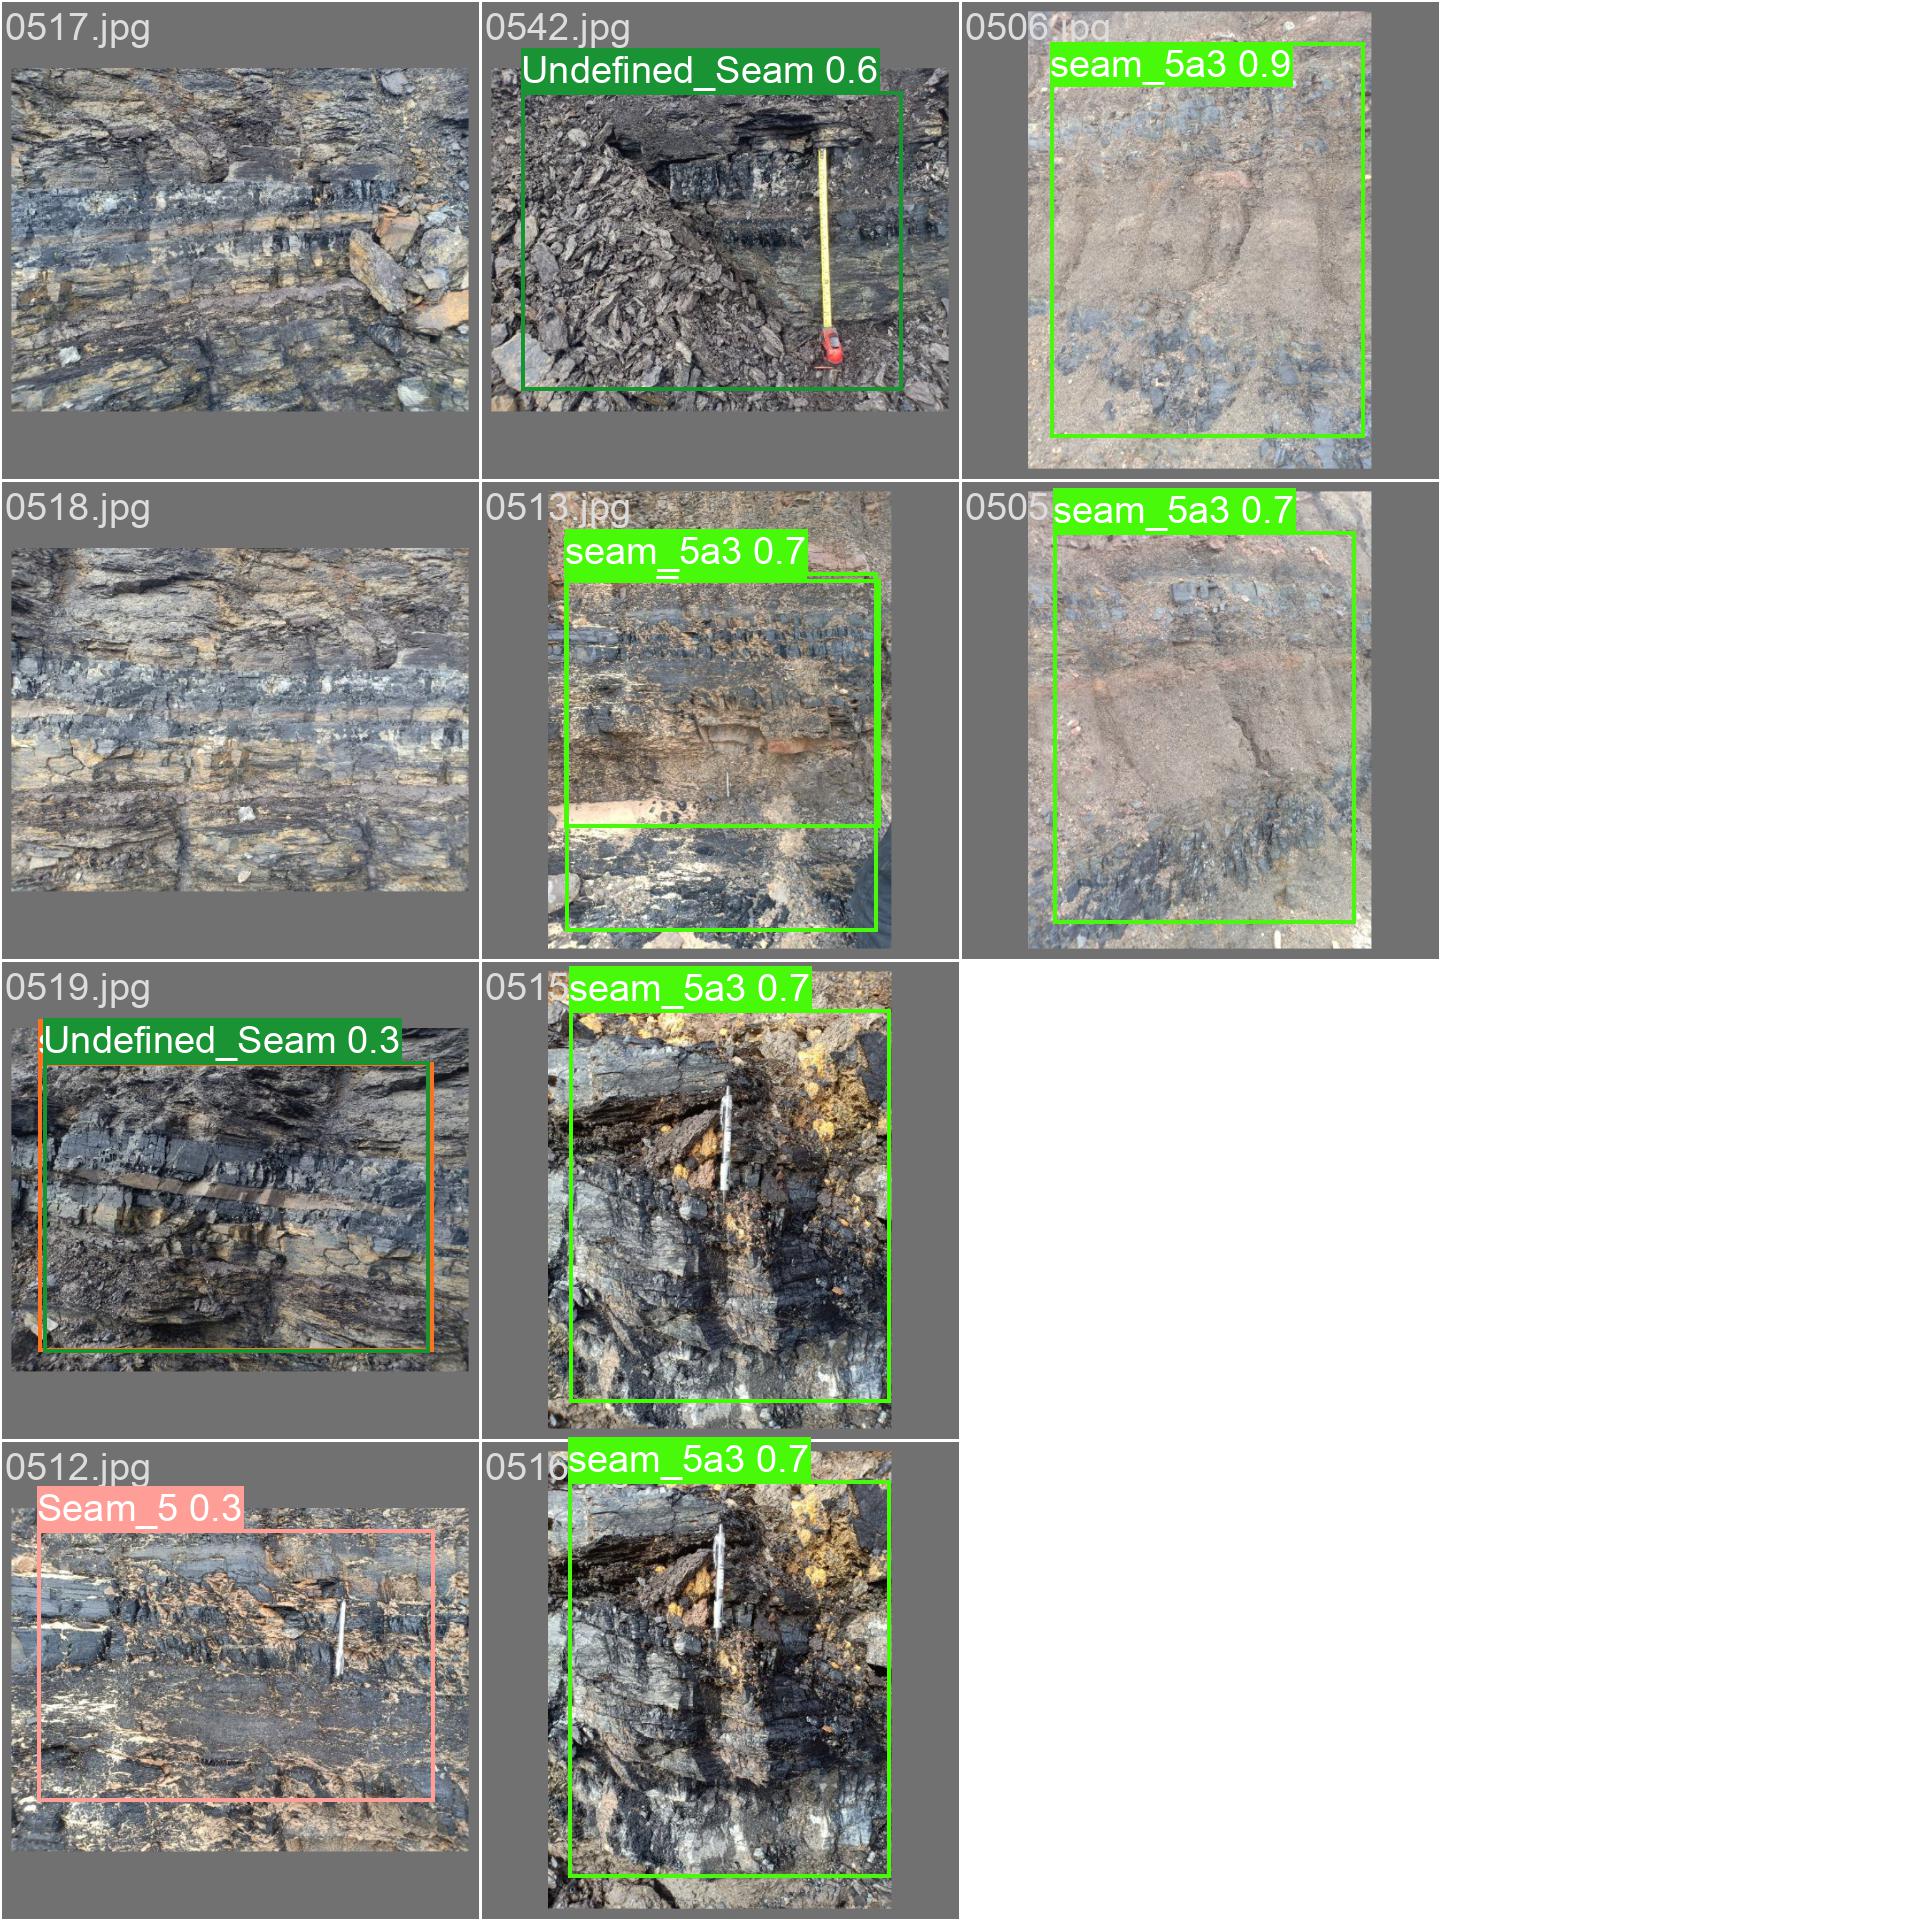 0517.jpg
0542.jpg
Undefined_Seam 0.6
0506.jpg
seam_5a3 0.9
0518.jpg
0513.jpg
seam_5a3 0.7
0505
seam_5a3 0.7
0519.jpg
Undefined_Seam 0.3
0515
seam_5a3 0.7
0512.jpg
Seam_5 0.3
0516
seam_5a3 0.7